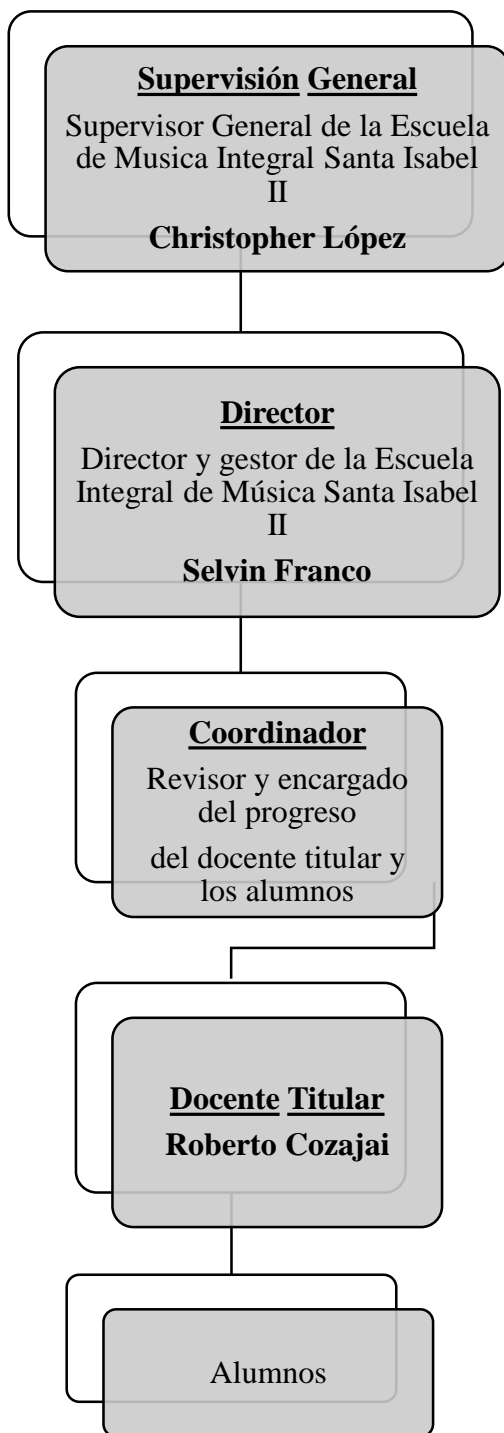 Supervisión General
Supervisor General de la Escuela
de Musica Integral Santa Isabel
II
Christopher López
Director
Director y gestor de la Escuela
Integral de Música Santa Isabel
II
Selvin Franco
Coordinador
Revisor y encargado
del progreso
del docente titular y
los alumnos
Docente Titular
Roberto Cozajai
Alumnos